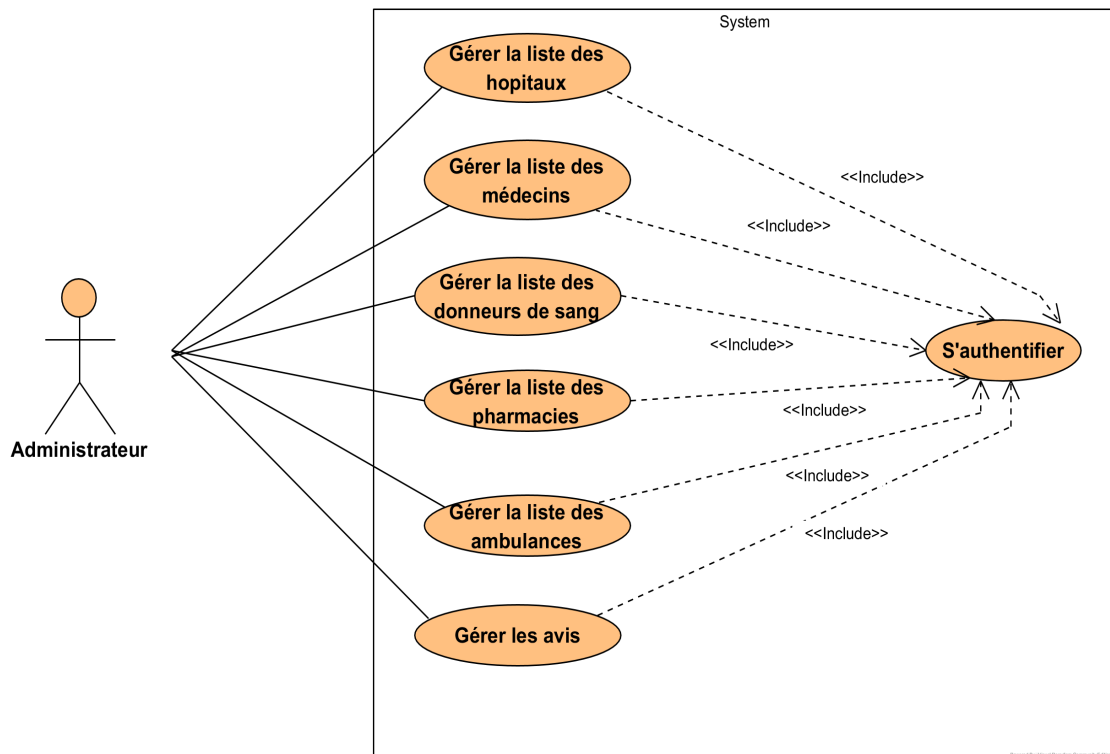 System
Gérer la liste des
hopitaux
<<Include>>
Gérer la liste des
médecins
<<Include>>
Gérer la liste des
donneurs de sang
<<Include>>
S'authentifier
Gérer la liste des
pharmacies
<<Include>>
Administrateur
Gérer la liste des
ambulances
<<Include>>
<<Include>>
Gérer les avis